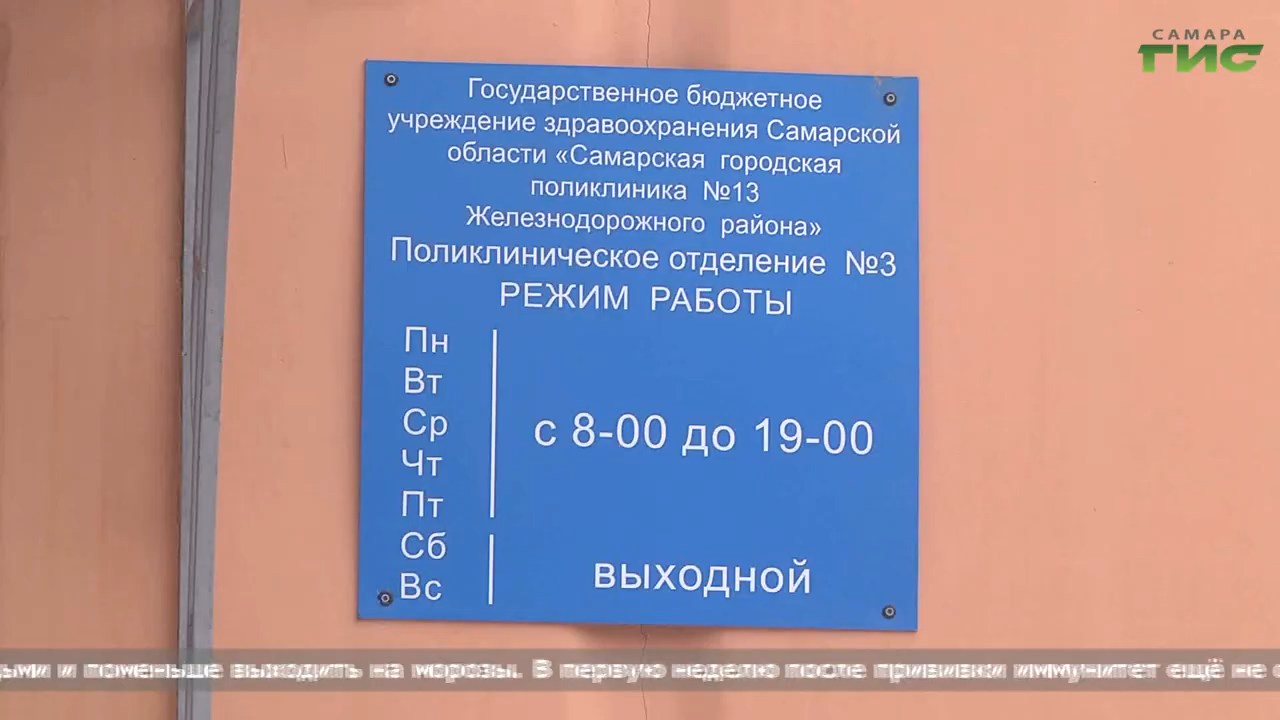 САМАРА
ГИС
Государственное бюджетное
учреждение здравоохранения Самарской
области «Самарская городская
поликлиника №13
Железнодорожного района»
Поликлиническое отделение №3
РЕЖИМ РАБОТЫ
Пн
Вт
Ср
Чт
Пт
с 8-00 до 19-00
Сб
Вс
выходной
и поменьше выходить на морозы. В первую неделю после прививки иммунитет ещё не